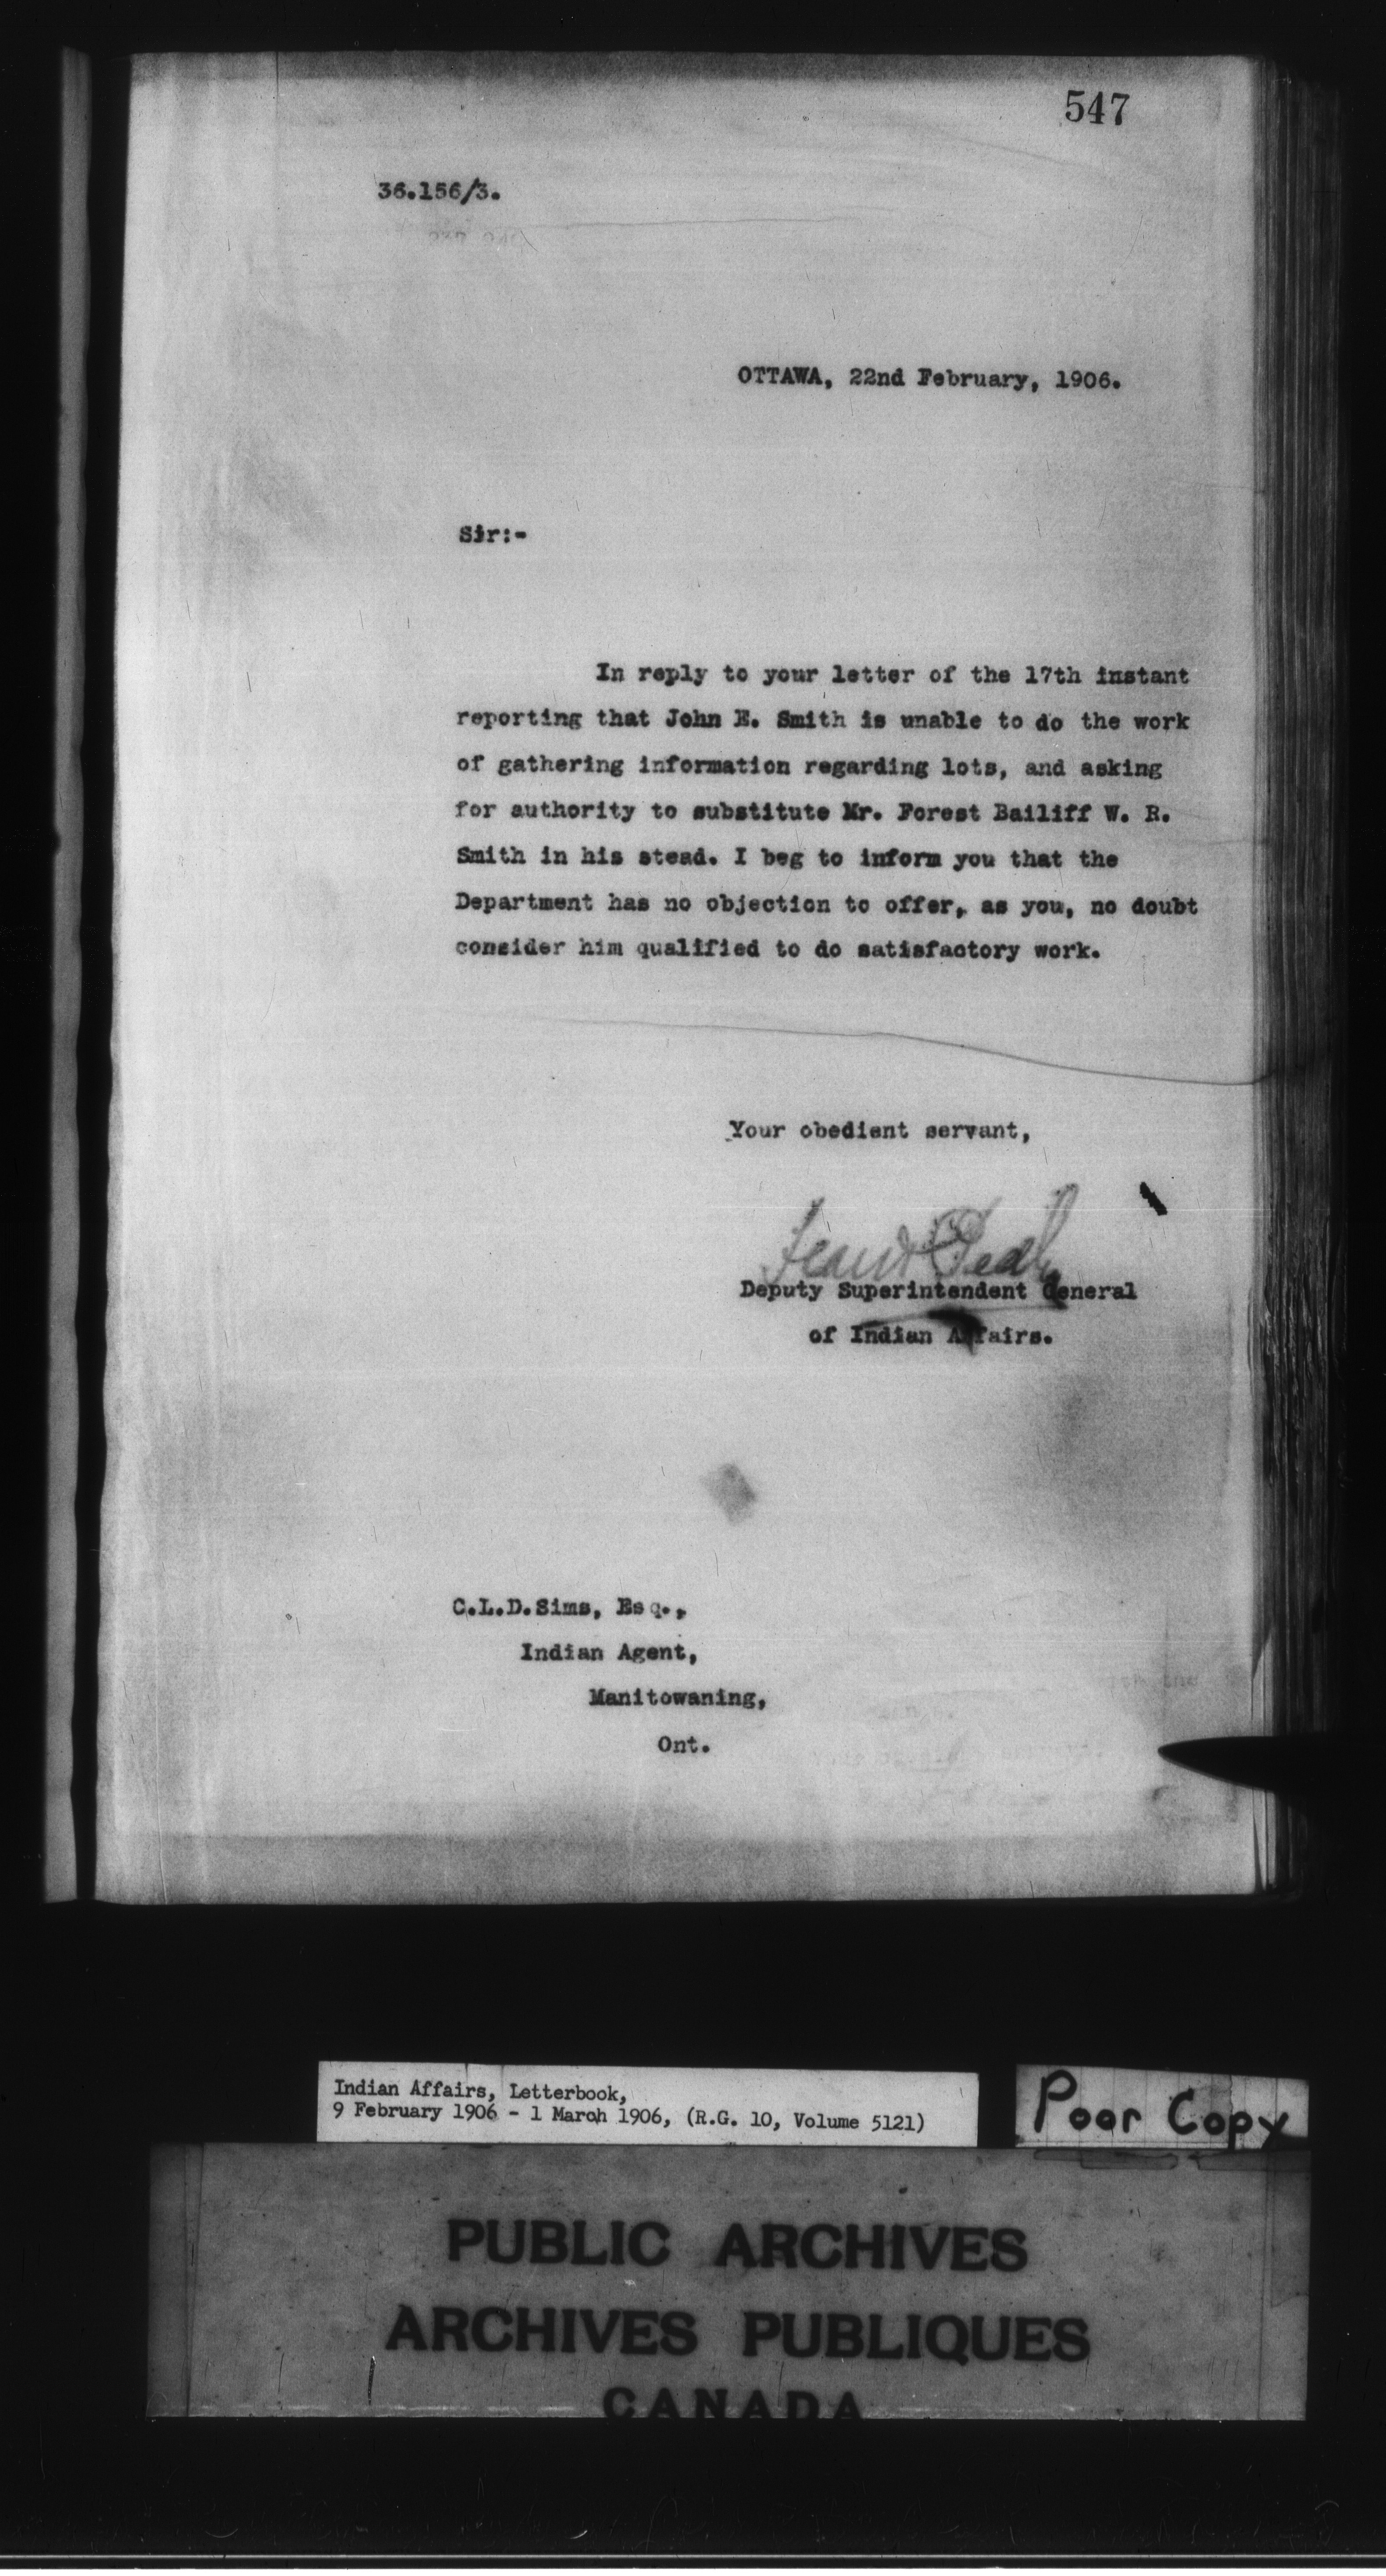 547
36.156/3.
OTTAWA, 22nd February, 1906.
Sir:-
In reply to your letter of the 17th instant
reporting that John E. Smith is unable to do the work
of gathering information regarding lots, and asking
for authority to substitute Mr. Forest Bailiff W. R.
Smith in his stead. I beg to inform you that the
Department has no objection to offer, as you, no doubt
consider him qualified to do satisfactory work.
Your obedient servant,
Frank Pedley
Deputy Superintendent General
of Indian Affairs.
C.L.D.Sims, Esq.,
Indian Agent,
Manitowaning,
Ont.
Indian Affairs, Letterbook,
9 February 1906 - 1 March 1906, (R.G. 10, Volume 5121)
Poor Copy
PUBLIC ARCHIVES
ARCHIVES PUBLIQUES
CANADA